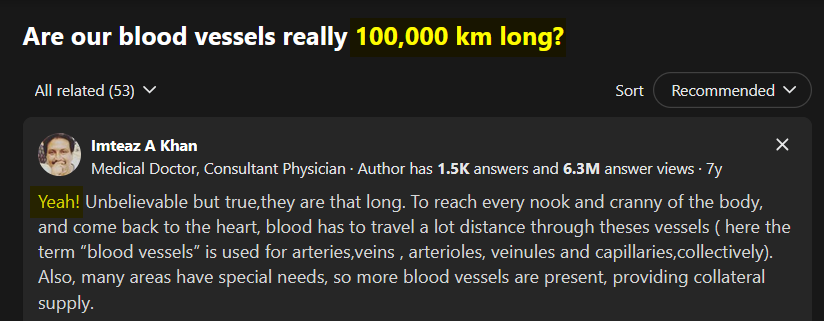 Are our blood vessels really 100,000 km long?
All related (53)
Sort
Recommended
Imteaz A Khan
Medical Doctor, Consultant Physician · Author has 1.5K answers and 6.3M answer views · 7y
Yeah! Unbelievable but true,they are that long. To reach every nook and cranny of the body,
and come back to the heart, blood has to travel a lot distance through theses vessels ( here the
term “blood vessels” is used for arteries,veins , arterioles, veinules and capillaries,collectively).
Also, many areas have special needs, so more blood vessels are present, providing collateral
supply.